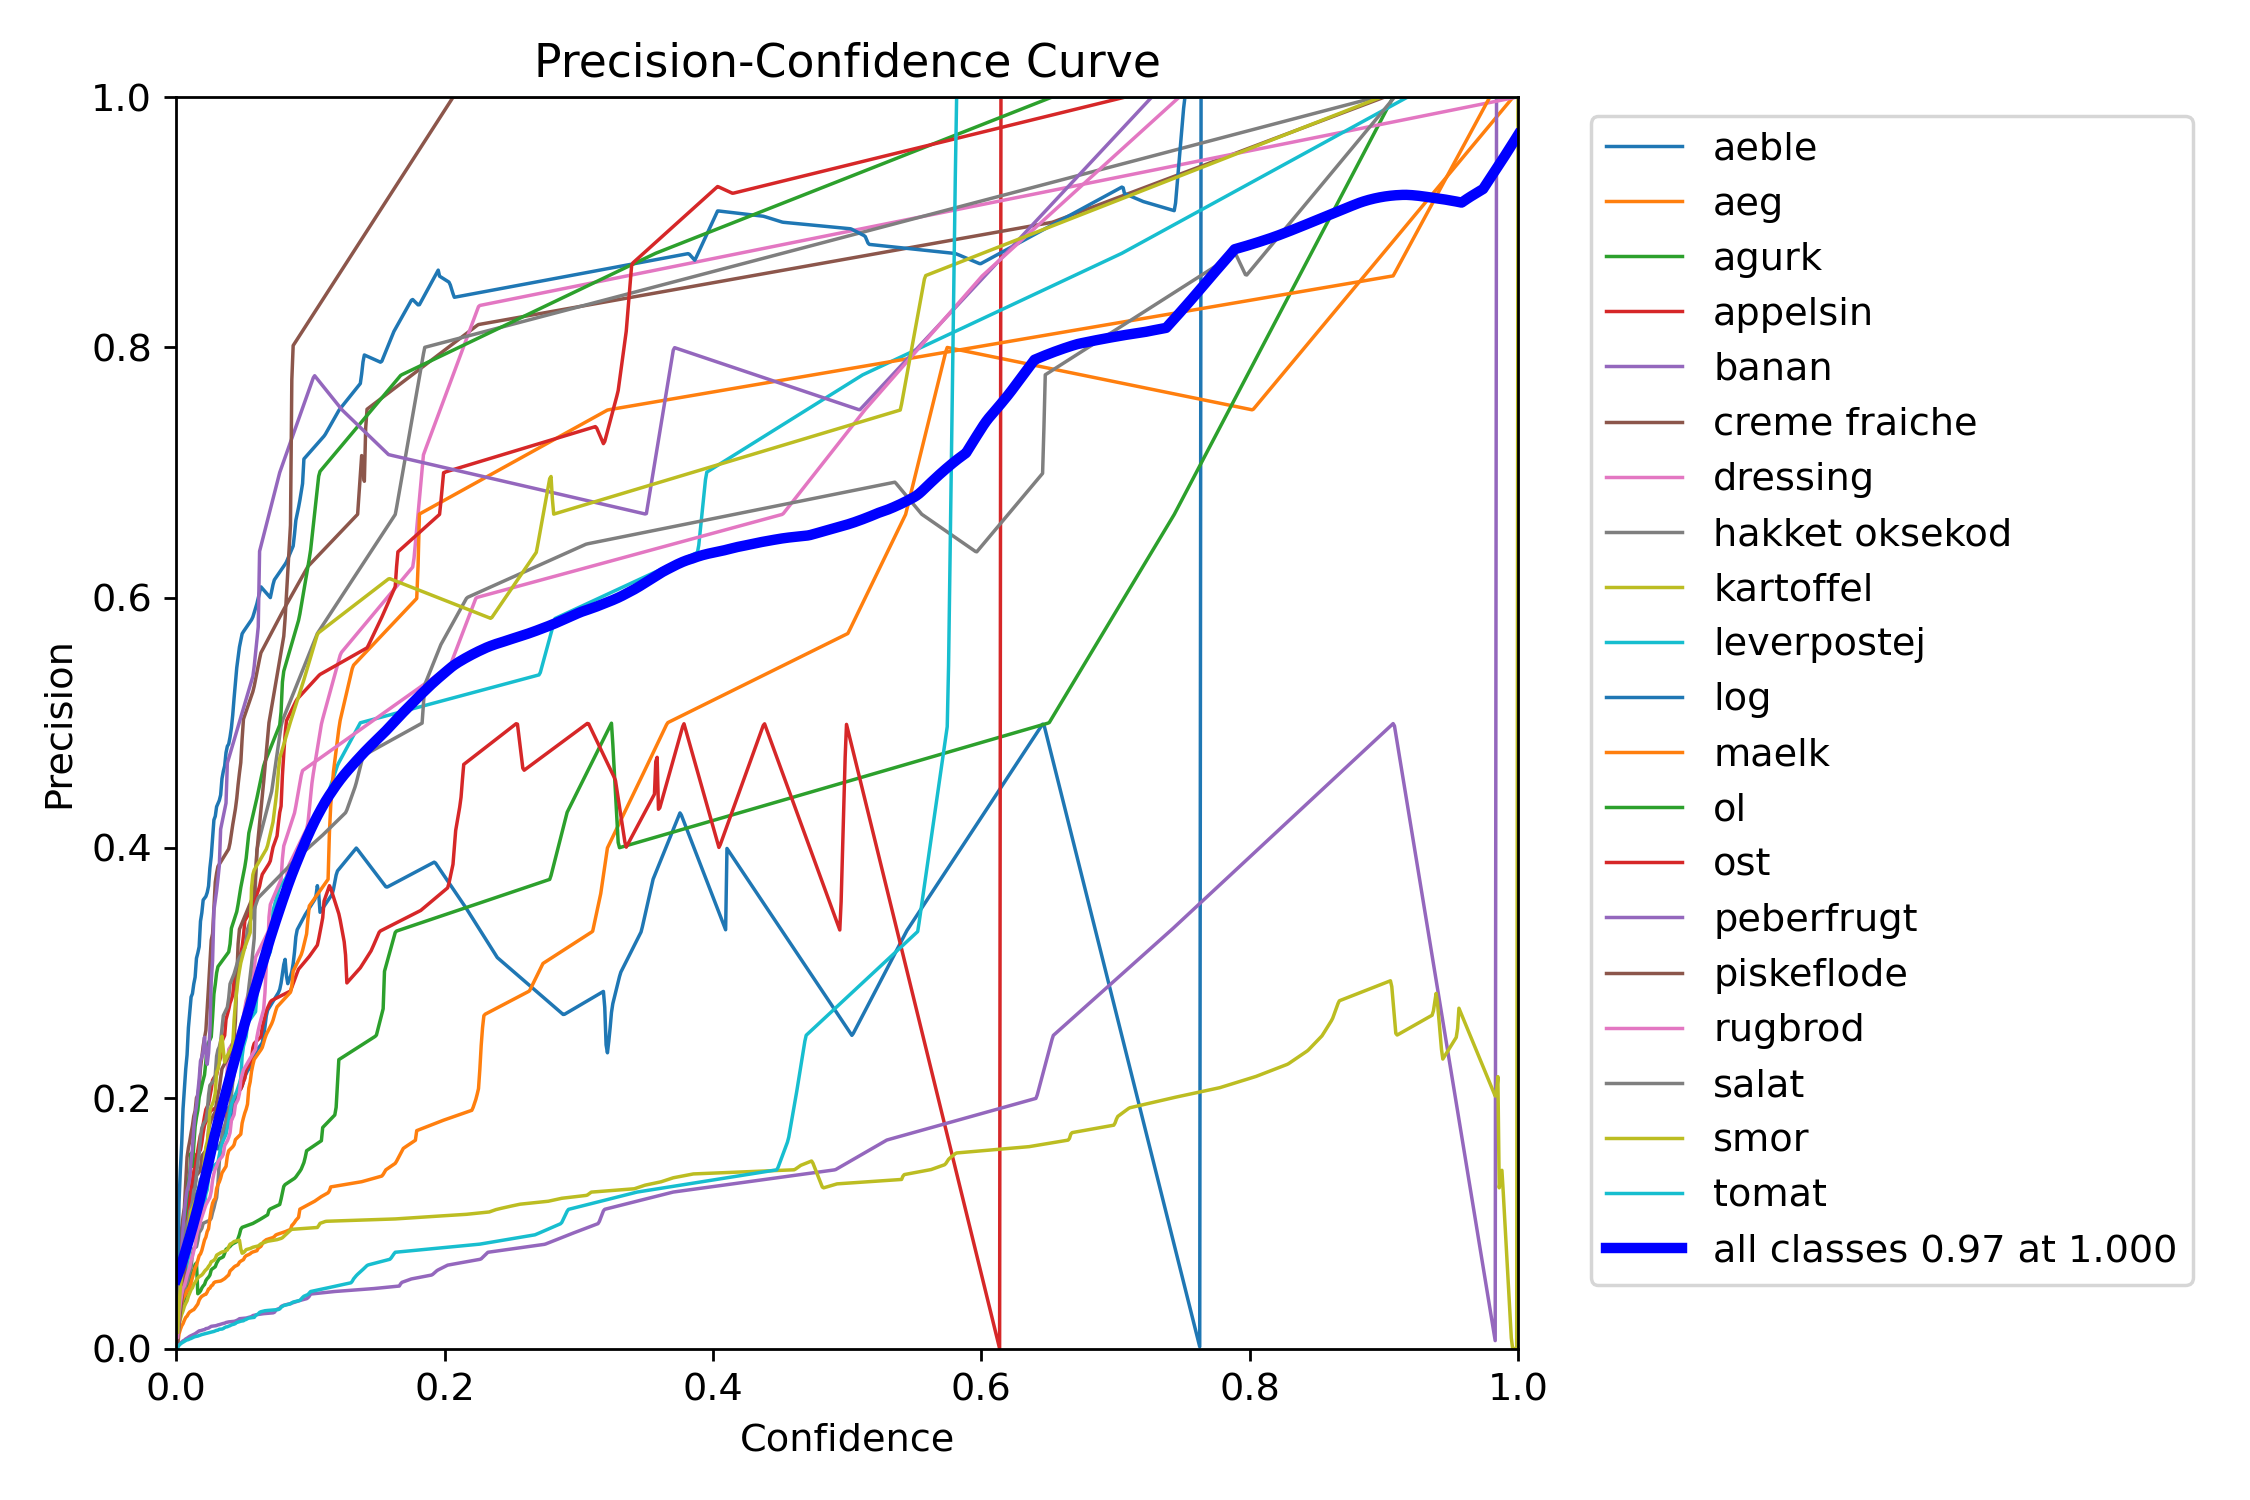 Precision-Confidence Curve
1.0
0.8
0.6
0.4
0.2
0.0
Precision
0.0 0.2 0.4 0.6 0.8 1.0
Confidence
aeble
aeg
agurk
appelsin
banan
creme fraiche
dressing
hakket oksekod
kartoffel
leverpostej
log
maelk
ol
ost
peberfrugt
piskeflode
rugbrod
salat
smor
tomat
all classes 0.97 at 1.000